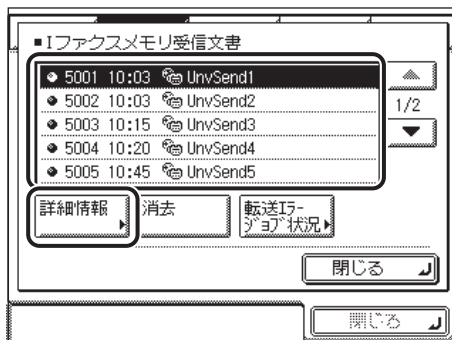 ■Iファクスメモリ受信文書
5001 10:03 UnvSend1
5002 10:03 UnvSend2
5003 10:15 UnvSend3
5004 10:20 UnvSend4
5005 10:45 UnvSend5
1/2
詳細情報
消去
転送エラー
ジョブ状況
閉じる
閉じる